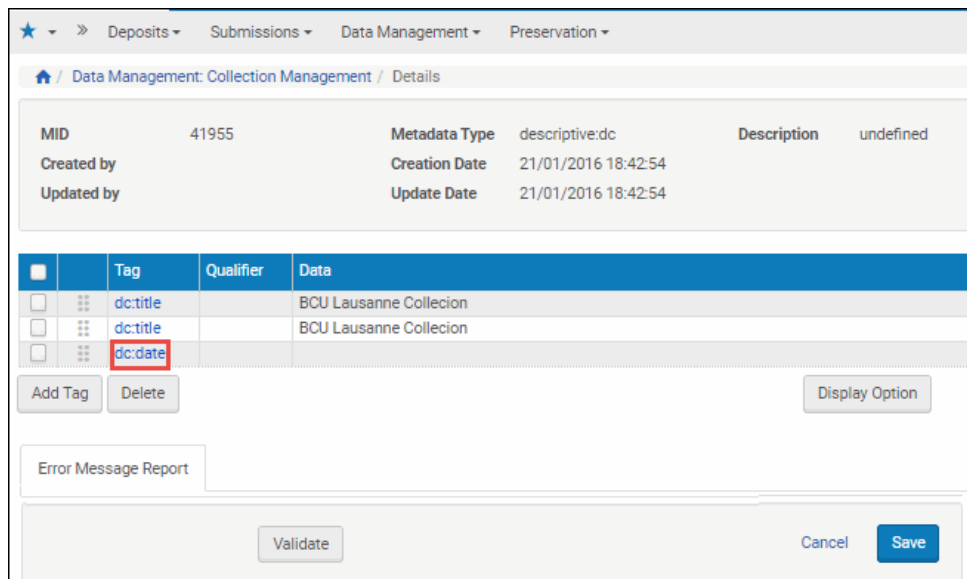 Deposits Submissions Data Management Preservation
/ Data Management: Collection Management / Details
MID 41955 Metadata Type descriptive:dc Description undefined
Created by Creation Date 21/01/2016 18:42:54
Updated by Update Date 21/01/2016 18:42:54
Tag Qualifier Data
dc:title BCU Lausanne Collecion
dc:title BCU Lausanne Collecion
dc:date
Add Tag Delete Display Option
Error Message Report
Validate Cancel Save